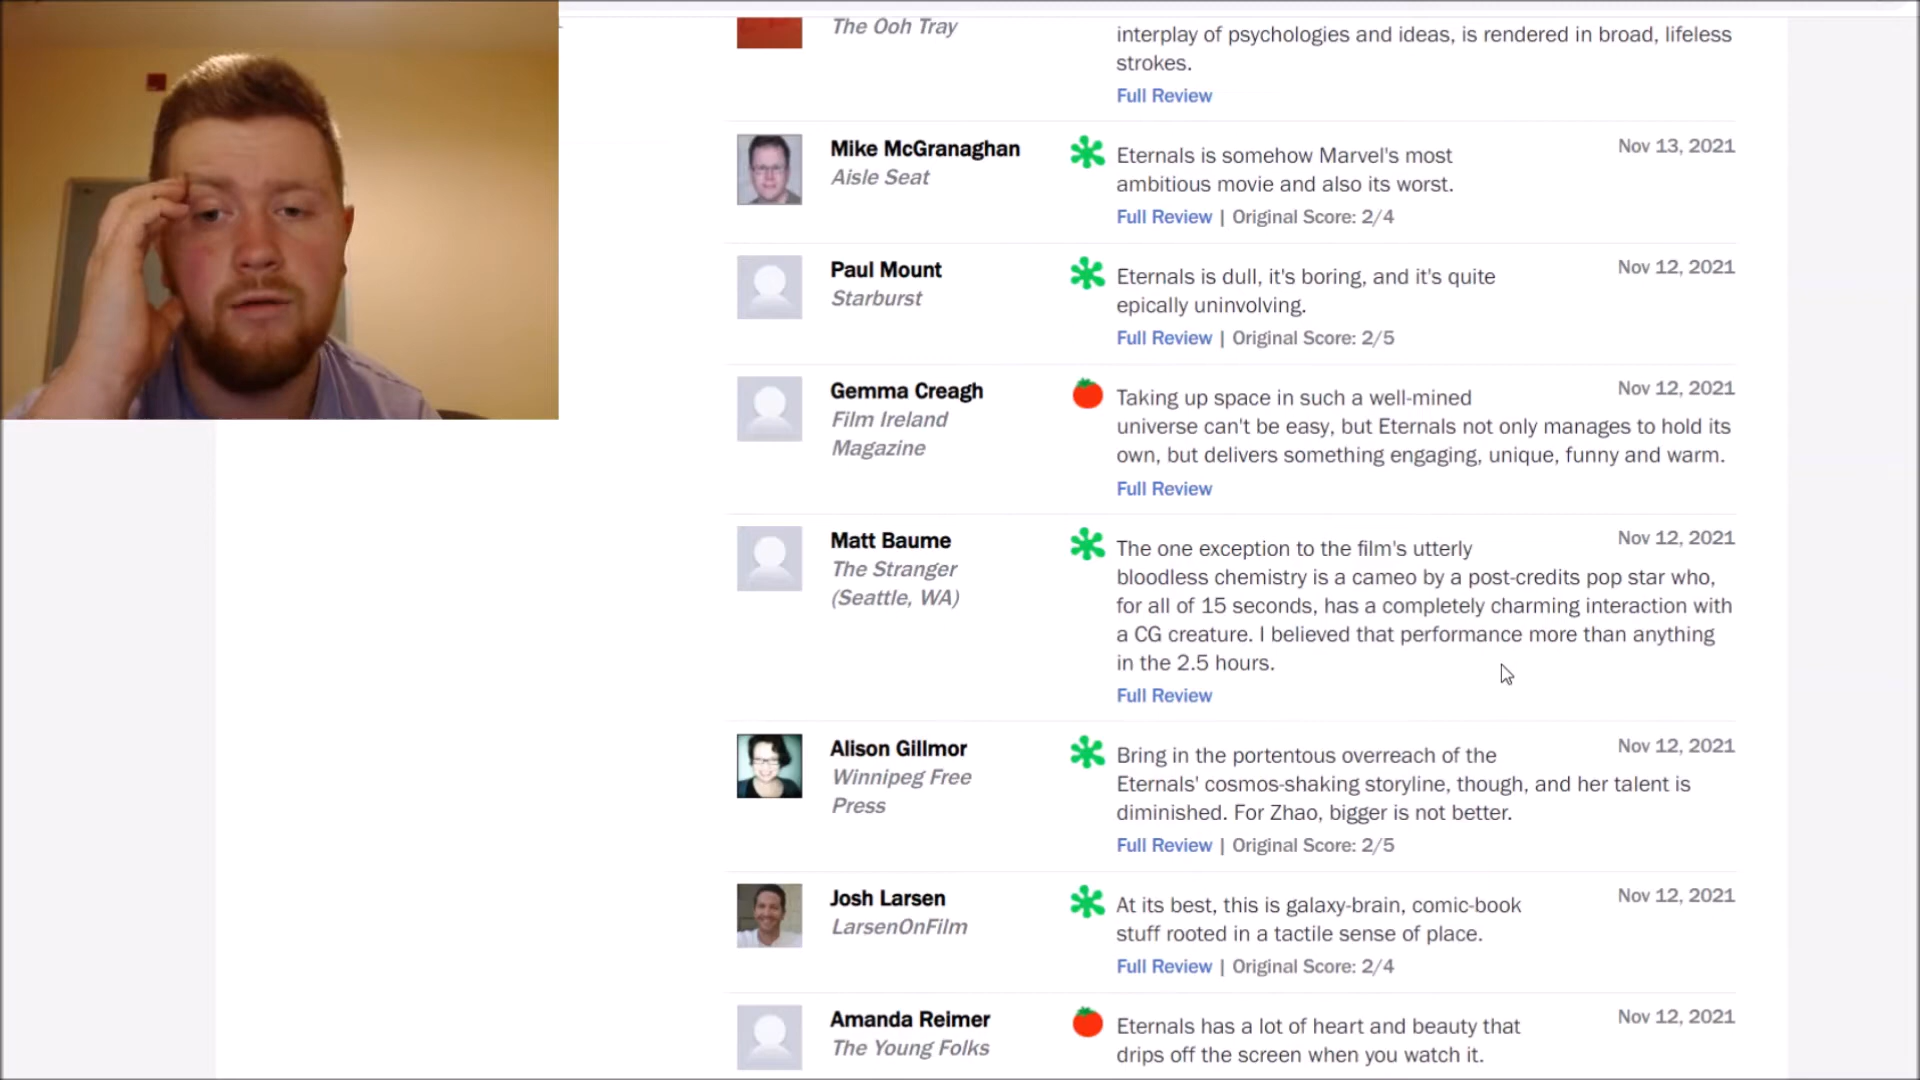 The Ooh Tray
interplay of psychologies and ideas, is rendered in broad, lifeless
strokes.
Full Review
Mike McGranaghan
Aisle Seat
Eternals is somehow Marvel's most
ambitious movie and also its worst.
Full Review | Original Score: 2/4
Nov 13, 2021
Paul Mount
Starburst
Eternals is dull, it's boring, and it's quite
epically uninvolving.
Full Review | Original Score: 2/5
Nov 12, 2021
Gemma Creagh
Film Ireland
Magazine
Taking up space in such a well-mined
universe can't be easy, but Eternals not only manages to hold its
own, but delivers something engaging, unique, funny and warm.
Full Review
Nov 12, 2021
Matt Baume
The Stranger
(Seattle, WA)
The one exception to the film's utterly
bloodless chemistry is a cameo by a post-credits pop star who,
for all of 15 seconds, has a completely charming interaction with
a CG creature. I believed that performance more than anything
in the 2.5 hours.
Full Review
Nov 12, 2021
Alison Gillmor
Winnipeg Free
Press
Bring in the portentous overreach of the
Eternals' cosmos-shaking storyline, though, and her talent is
diminished. For Zhao, bigger is not better.
Full Review | Original Score: 2/5
Nov 12, 2021
Josh Larsen
LarsenOnFilm
At its best, this is galaxy-brain, comic-book
stuff rooted in a tactile sense of place.
Full Review | Original Score: 2/4
Nov 12, 2021
Amanda Reimer
The Young Folks
Eternals has a lot of heart and beauty that
drips off the screen when you watch it.
Nov 12, 2021